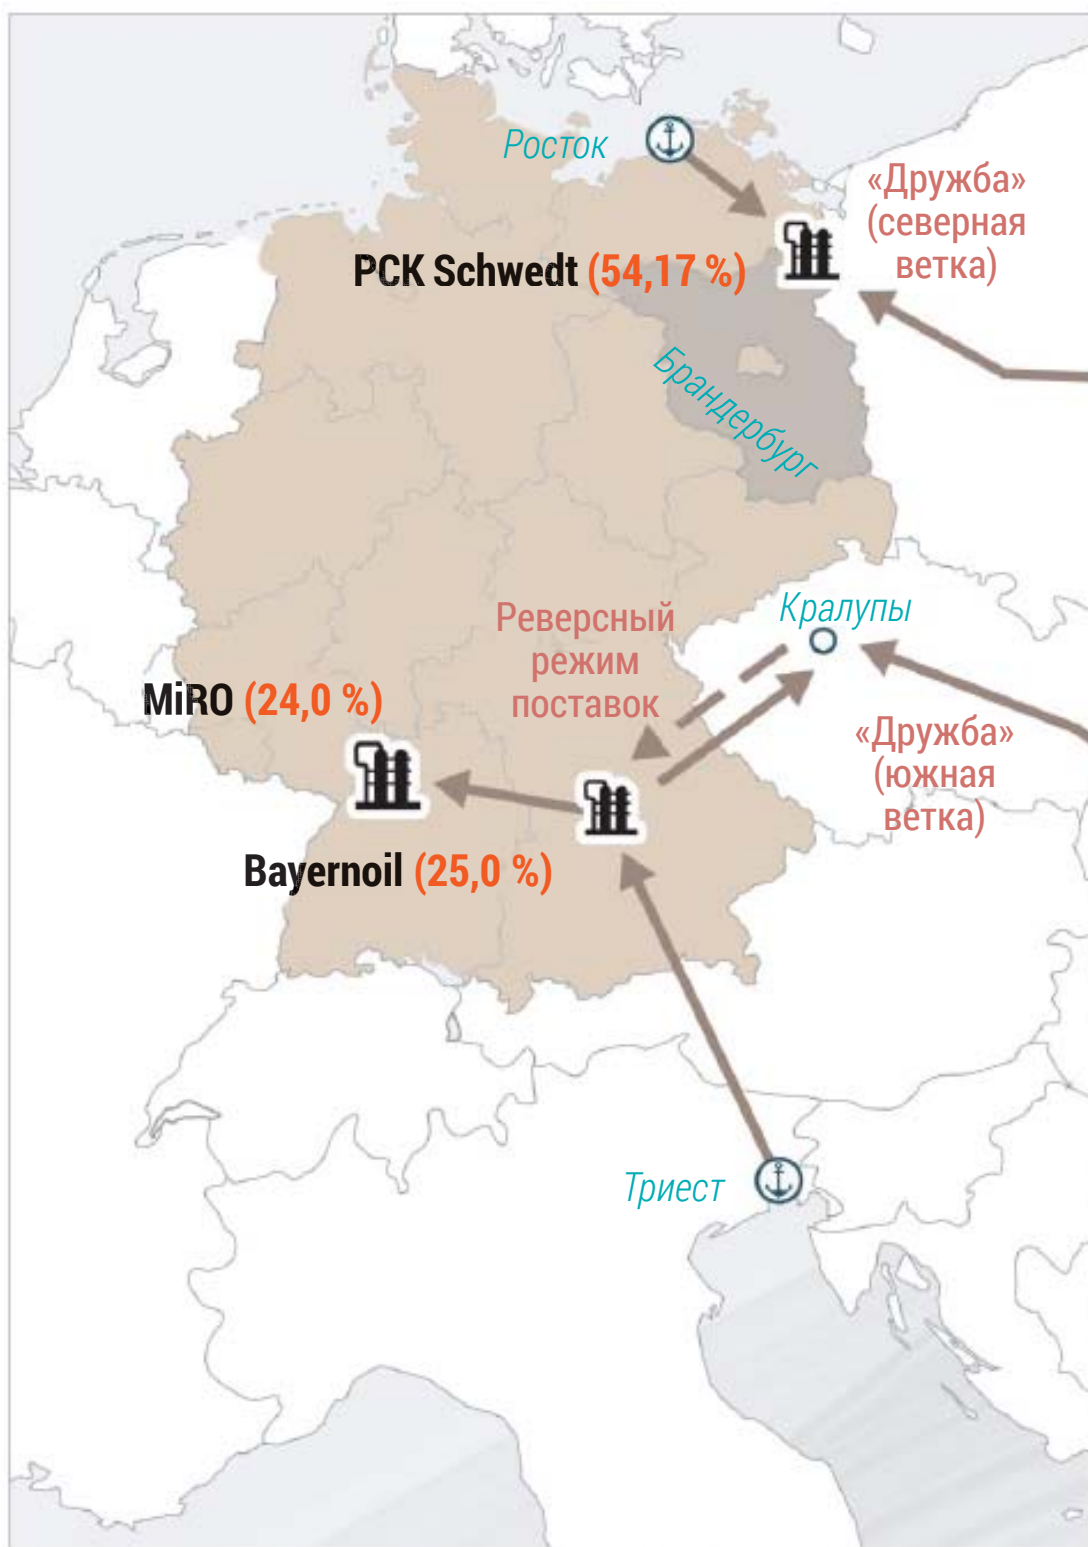 Росток
«Дружба»
(северная
ветка)
PCK Schwedt (54,17 %)
Брандербург
Кралупы
Реверсный
режим
поставок
MiRO (24,0 %)
«Дружба»
(южная
ветка)
Bayernoil (25,0 %)
Триест